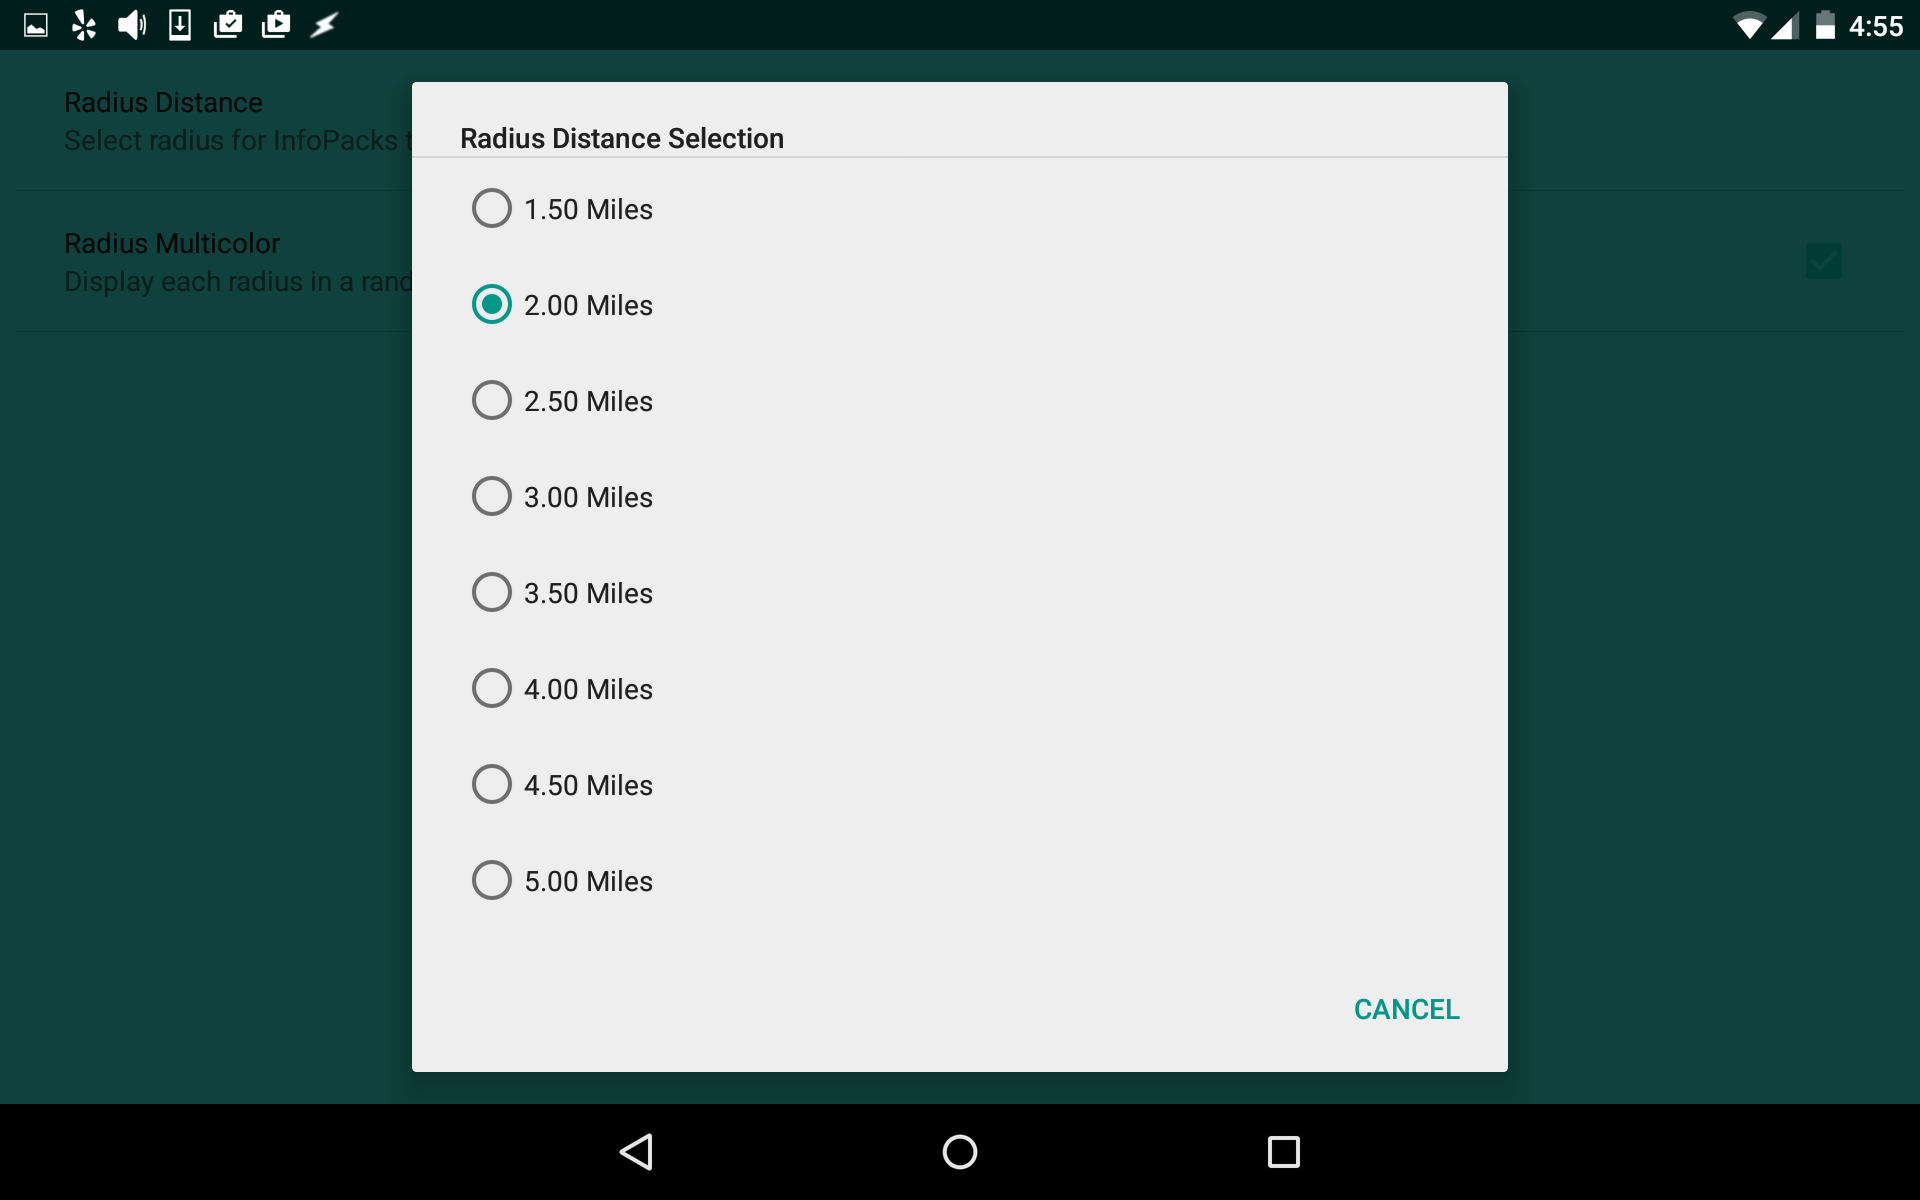 4:55
Radius Distance
Select radius for InfoPacks
Radius Multicolor
Display each radius in a
Radius Distance Selection
1.50 Miles
2.00 Miles
2.50 Miles
3.00 Miles
3.50 Miles
4.00 Miles
4.50 Miles
5.00 Miles
CANCEL